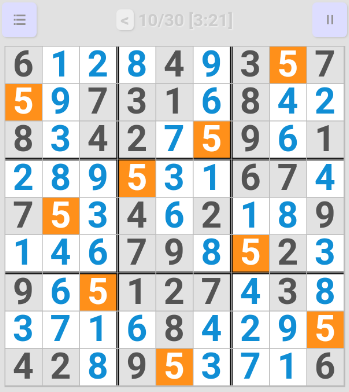 < 10/30 [3:21]
6 1 2 8 4 9 3 5 7
5 9 7 3 1 6 8 4 2
8 3 4 2 7 5 9 6 1
2 8 9 5 3 1 6 7 4
7 5 3 4 6 2 1 8 9
1 4 6 7 9 8 5 2 3
9 6 5 1 2 7 4 3 8
3 7 1 6 8 4 2 9 5
4 2 8 9 5 3 7 1 6